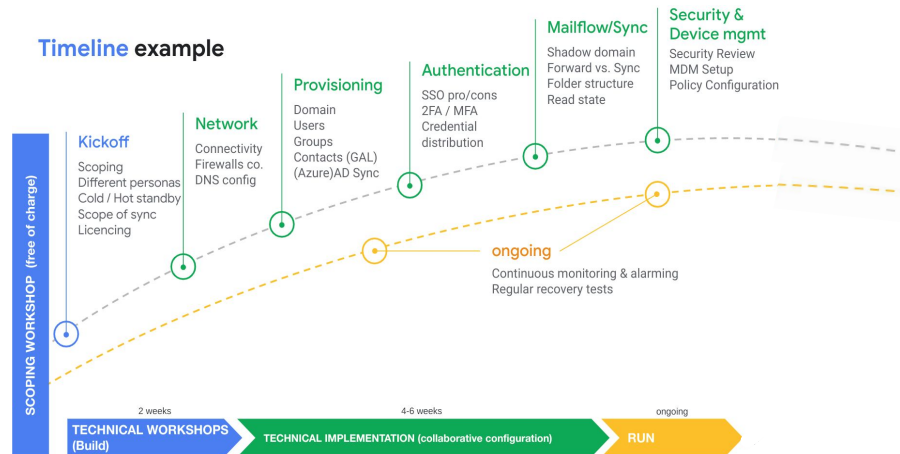 Timeline example
SCOPING WORKSHOP (free of charge)
Kickoff
Scoping
Different personas
Cold / Hot standby
Scope of sync
Licencing
Network
Connectivity
Firewalls co.
DNS config
Provisioning
Domain
Users
Groups
Contacts (GAL)
(Azure)AD Sync
Authentication
SSO pro/cons
2FA / MFA
Credential
distribution
Mailflow/Sync
Shadow domain
Forward vs. Sync
Folder structure
Read state
Security &
Device mgmt
Security Review
MDM Setup
Policy Configuration
ongoing
Continuous monitoring & alarming
Regular recovery tests
2 weeks
TECHNICAL WORKSHOPS
(Build)
4-6 weeks
TECHNICAL IMPLEMENTATION (collaborative configuration)
ongoing
RUN